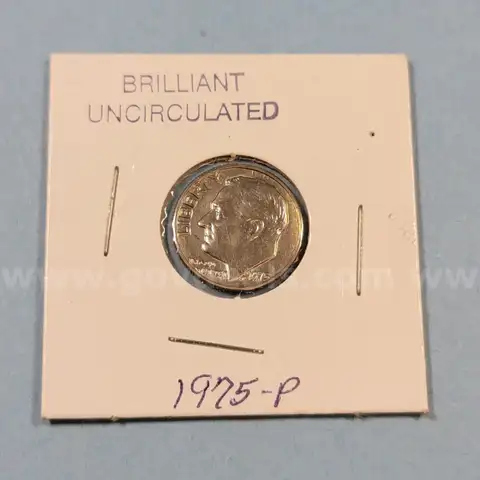 BRILLIANT
UNCIRCULATED
LIBERTY
1975-P